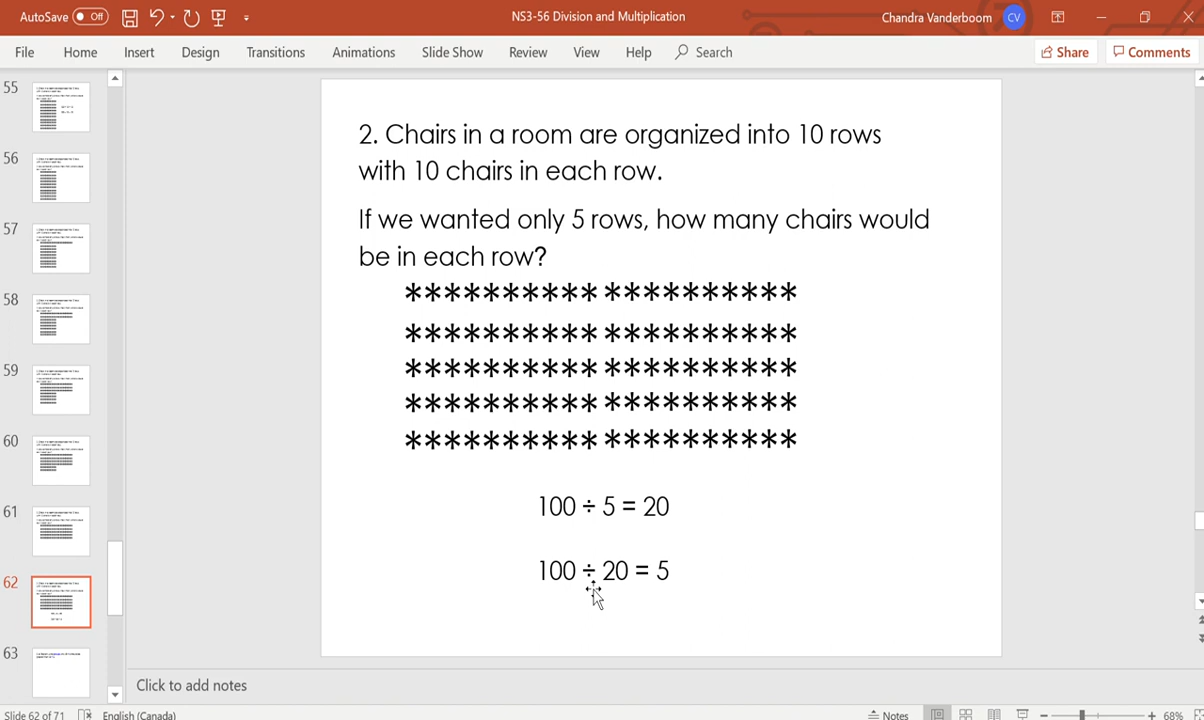 AutoSave Off NS3-56 Division and Multiplication Chandra Vanderboom CV
File Home Insert Design Transitions Animations Slide Show Review View Help Search Share Comments
55
56
57
58
59
60
61
62
63
2. Chairs in a room are organized into 10 rows
with 10 chairs in each row.
If we wanted only 5 rows, how many chairs would
be in each row?
********** **********
********** **********
********** **********
********** **********
********** **********
100 ÷ 5 = 20
100 ÷ 20 = 5
Click to add notes
Slide 62 of 71 English (Canada) Notes 68%